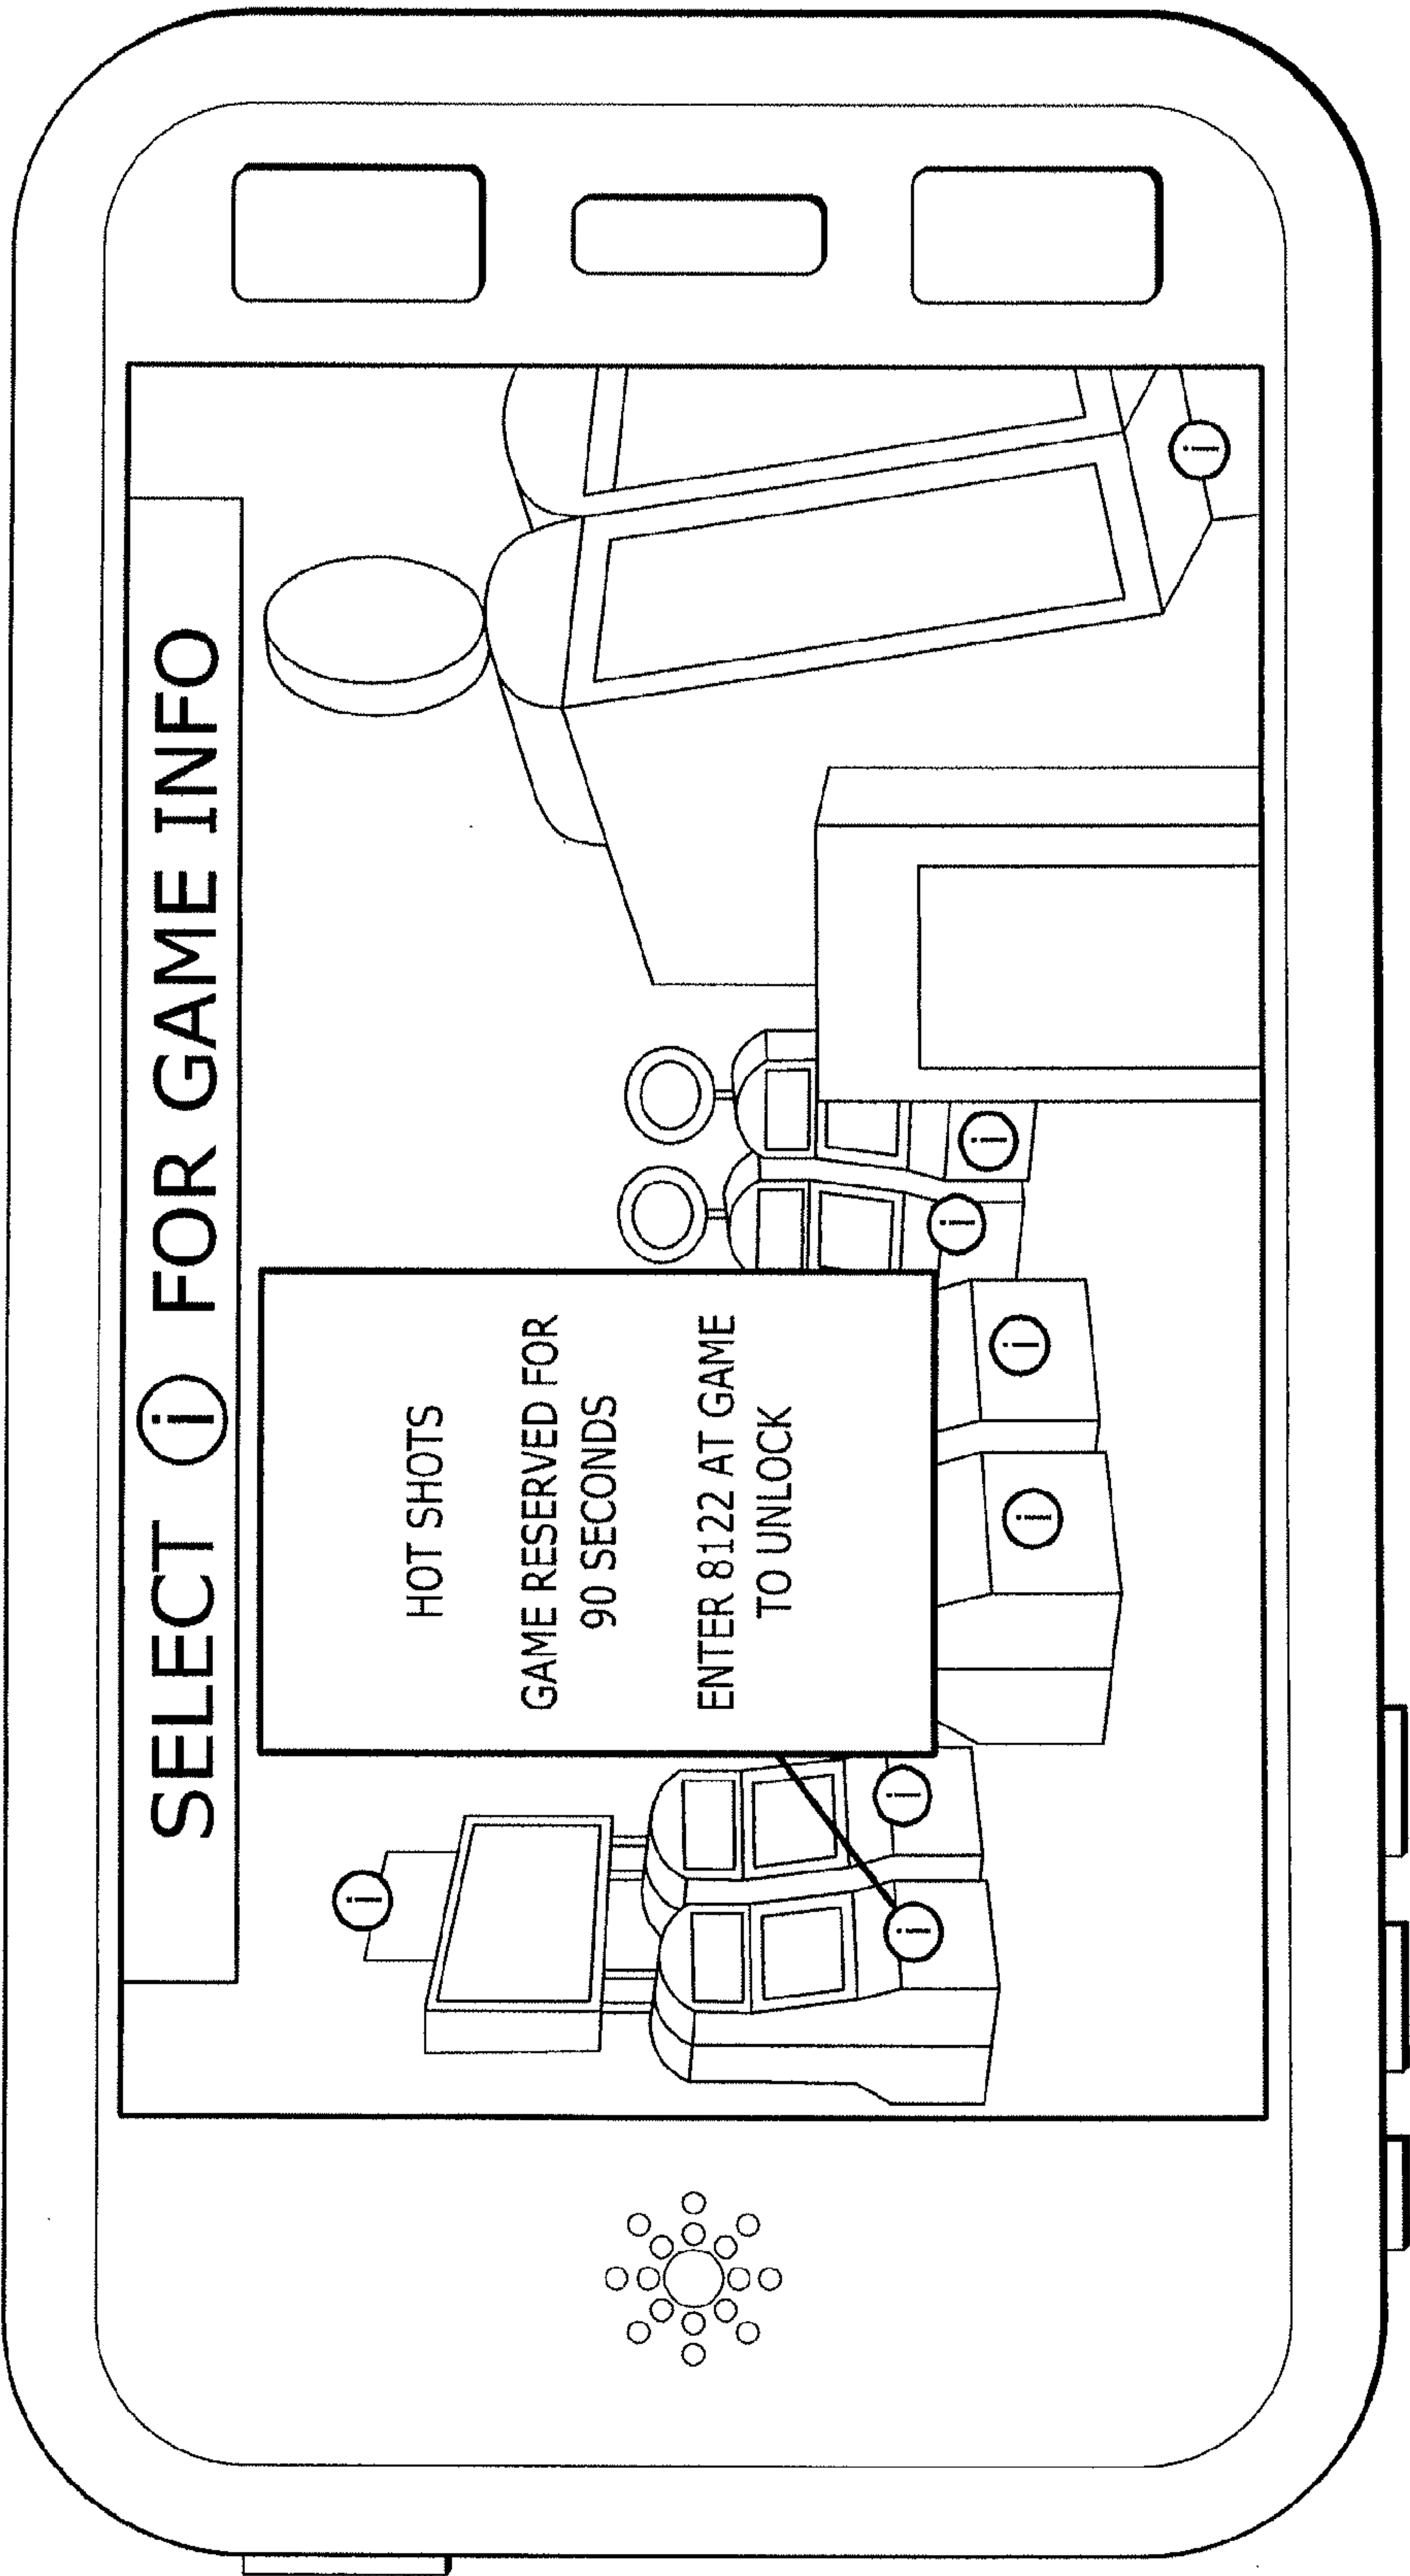 SELECT i FOR GAME INFO
HOT SHOTS
GAME RESERVED FOR
90 SECONDS
ENTER 8122 AT GAME
TO UNLOCK
i
i
i
i
i
i
i
i